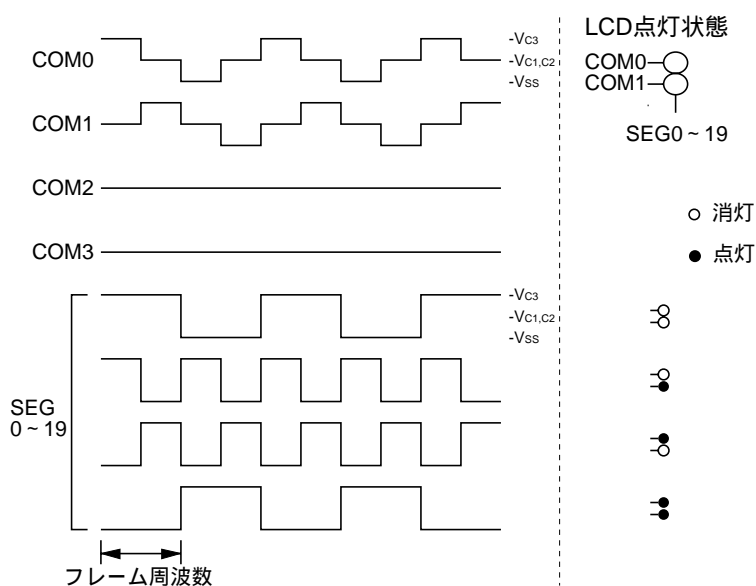 COM0
-VC3
-VC1,C2
-VSS
COM1
COM2
COM3
-VC3
-VC1,C2
-VSS
SEG
0 ~ 19
フレーム周波数
LCD点灯状態
COM0
COM1
SEG0 ~ 19
消灯
点灯